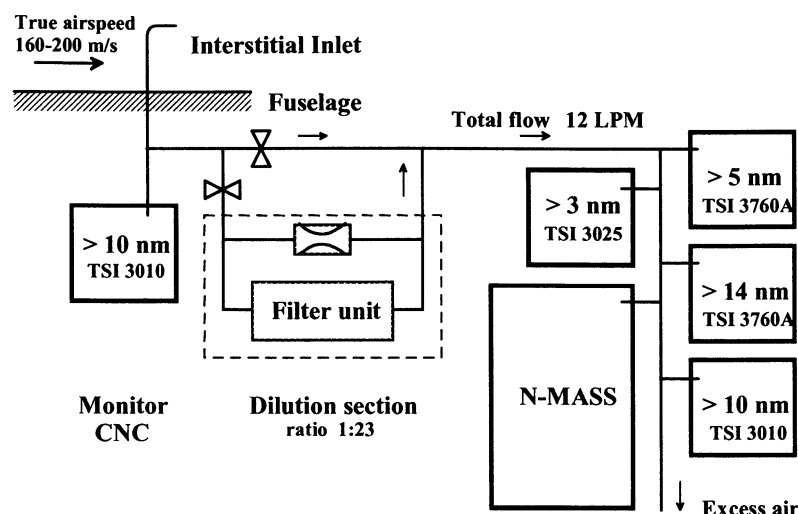 True airspeed
160-200 m/s
Interstitial Inlet
Fuselage
Total flow 12 LPM
> 10 nm
TSI 3010
Filter unit
Monitor
CNC
Dilution section
ratio 1:23
> 3 nm
TSI 3025
N-MASS
> 5 nm
TSI 3760A
> 14 nm
TSI 3760A
> 10 nm
TSI 3010
Excess air